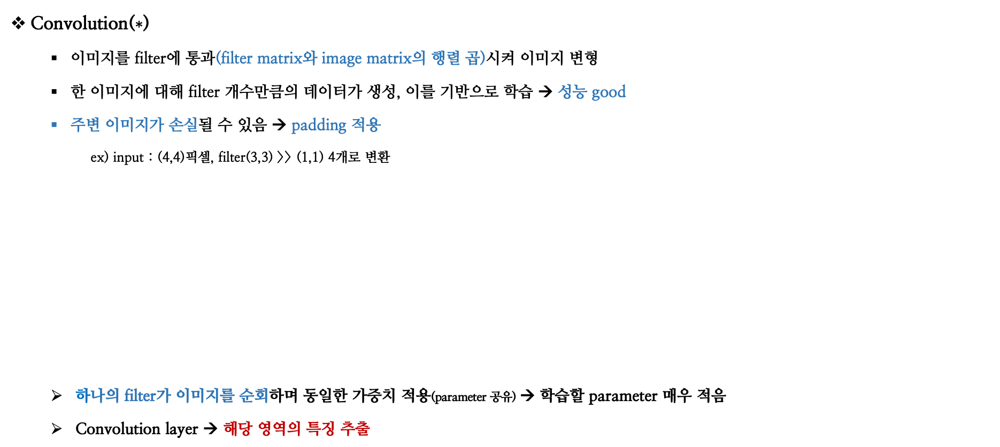 ❖ Convolution(*)
▪ 이미지를 filter에 통과(filter matrix와 image matrix의 행렬 곱)시켜 이미지 변형
▪ 한 이미지에 대해 filter 개수만큼의 데이터가 생성, 이를 기반으로 학습 → 성능 good
▪ 주변 이미지가 손실될 수 있음 → padding 적용
ex) input : (4,4)픽셀, filter(3,3) >> (1,1) 4개로 변환
➢ 하나의 filter가 이미지를 순회하며 동일한 가중치 적용(parameter 공유) → 학습할 parameter 매우 적음
➢ Convolution layer → 해당 영역의 특징 추출